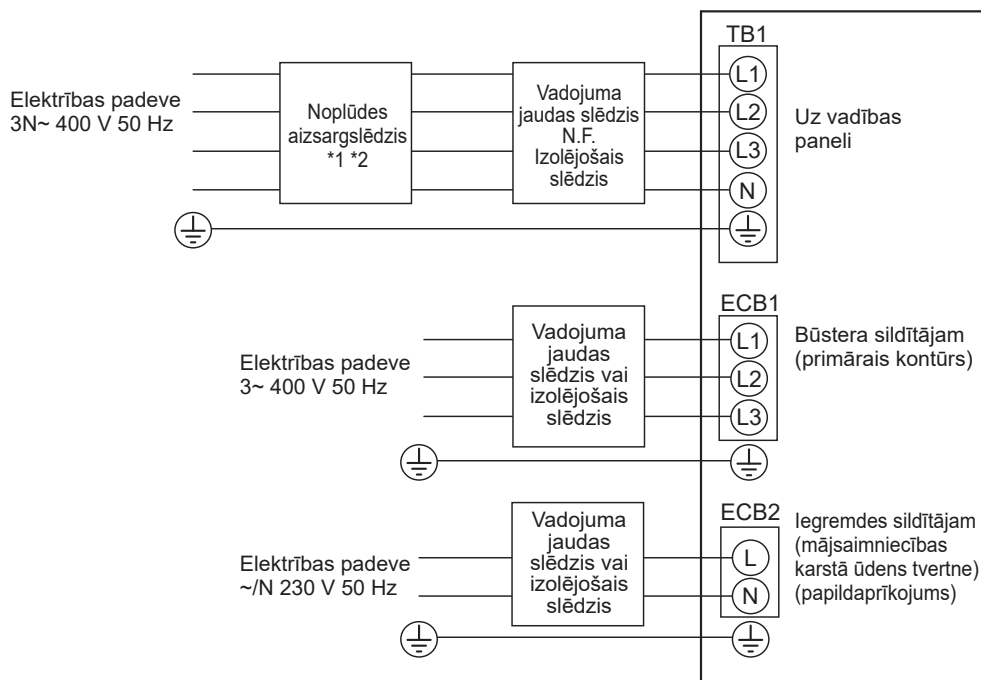 Elektrības padeve
3N~ 400 V 50 Hz
Noplūdes
aizsargslēdzis
*1 *2
Vadojuma
jaudas slēdzis
N.F.
Izolējošais
slēdzis
TB1
L1
L2
L3
N
Uz vadības
paneli
Elektrības padeve
3~ 400 V 50 Hz
Vadojuma
jaudas
slēdzis vai
izolējošais
slēdzis
ECB1
L1
L2
L3
Būstera sildītājam
(primārais kontūrs)
Elektrības padeve
~/N 230 V 50 Hz
Vadojuma
jaudas
slēdzis vai
izolējošais
slēdzis
ECB2
L
N
Iegremdes sildītājam
(mājsaimniecības
karstā ūdens tvertne)
(papildaprīkojums)